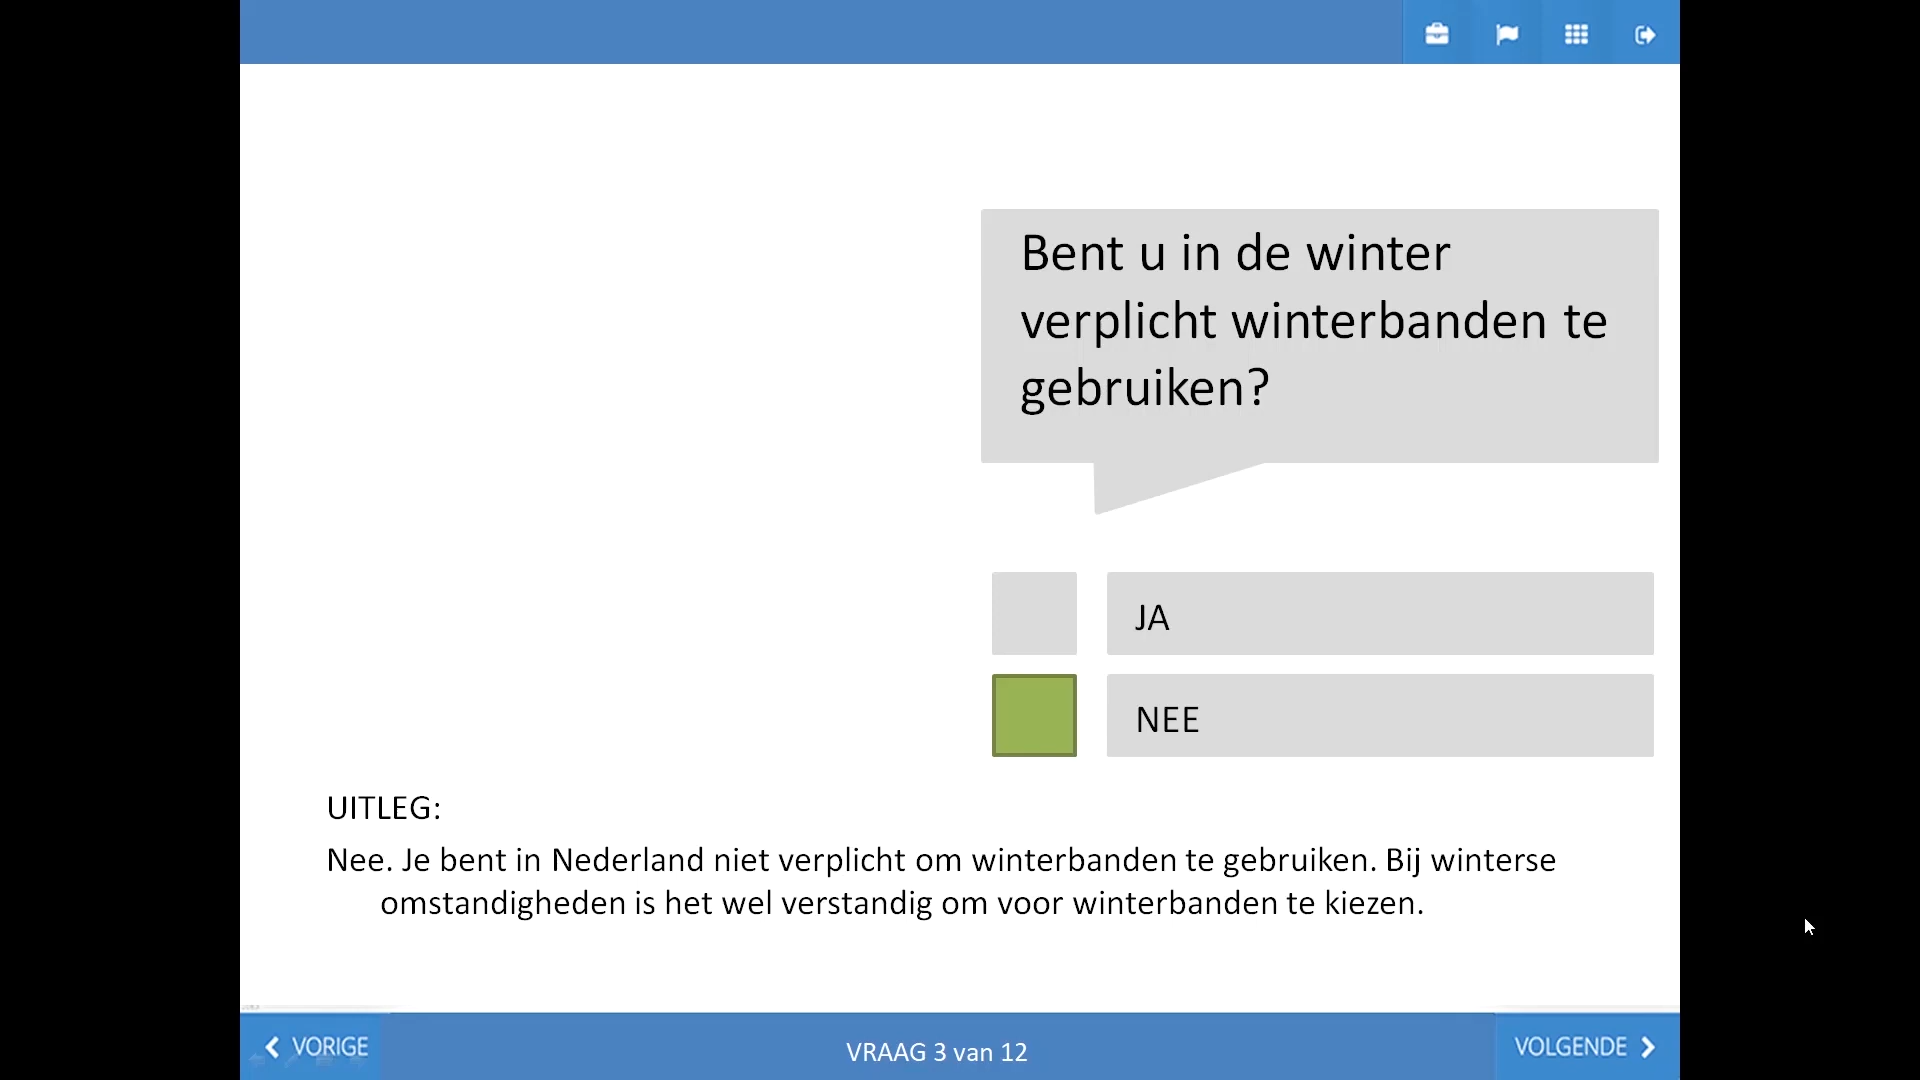 Bent u in de winter
verplicht winterbanden te
gebruiken?
JA
NEE
UITLEG:
Nee. Je bent in Nederland niet verplicht om winterbanden te gebruiken. Bij winterse
omstandigheden is het wel verstandig om voor winterbanden te kiezen.
VORIGE
VRAAG 3 van 12
VOLGENDE